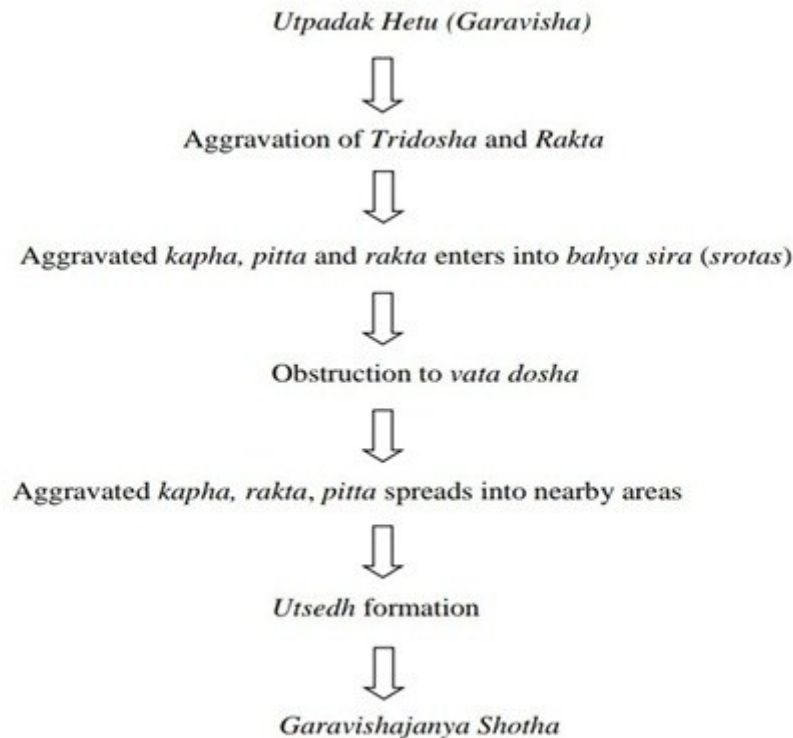 Utpadak Hetu (Garavisha)
Aggravation of Tridosha and Rakta
Aggravated kapha, pitta and rakta enters into bahya sira (srotas)
Obstruction to vata dosha
Aggravated kapha, rakta, pitta spreads into nearby areas
Utsedh formation
Garavishajanya Shotha